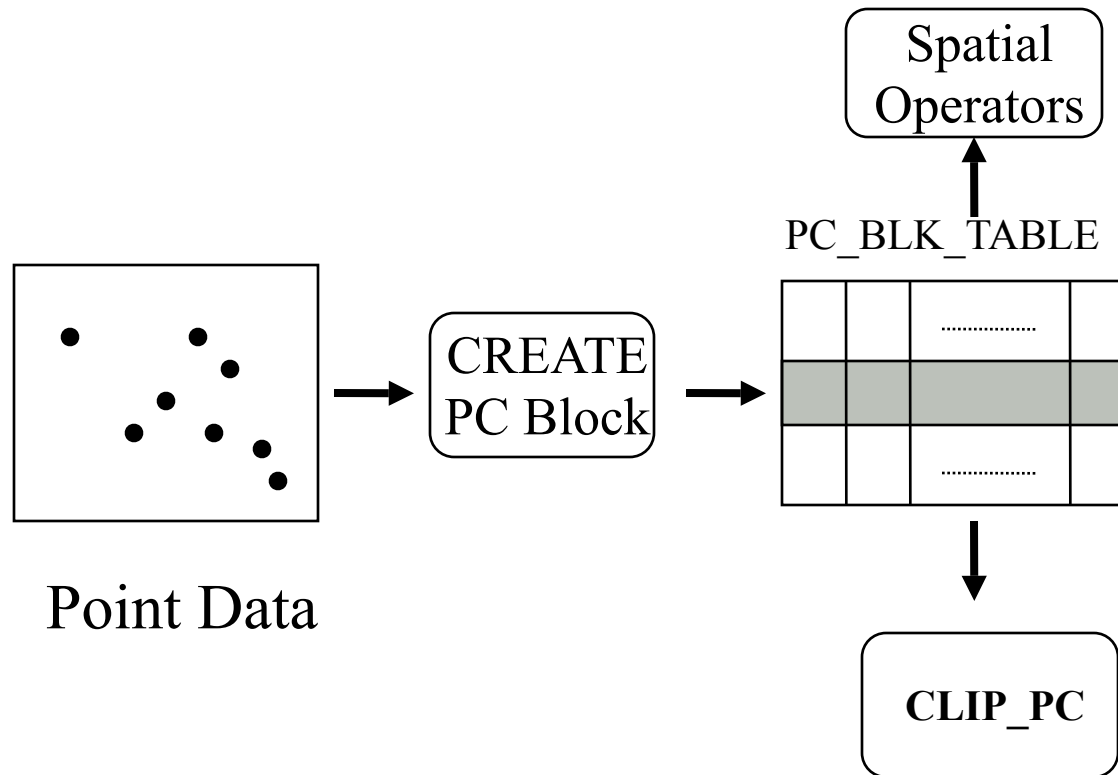 Spatial
Operators
PC_BLK_TABLE
CREATE
PC Block
Point Data
CLIP_PC